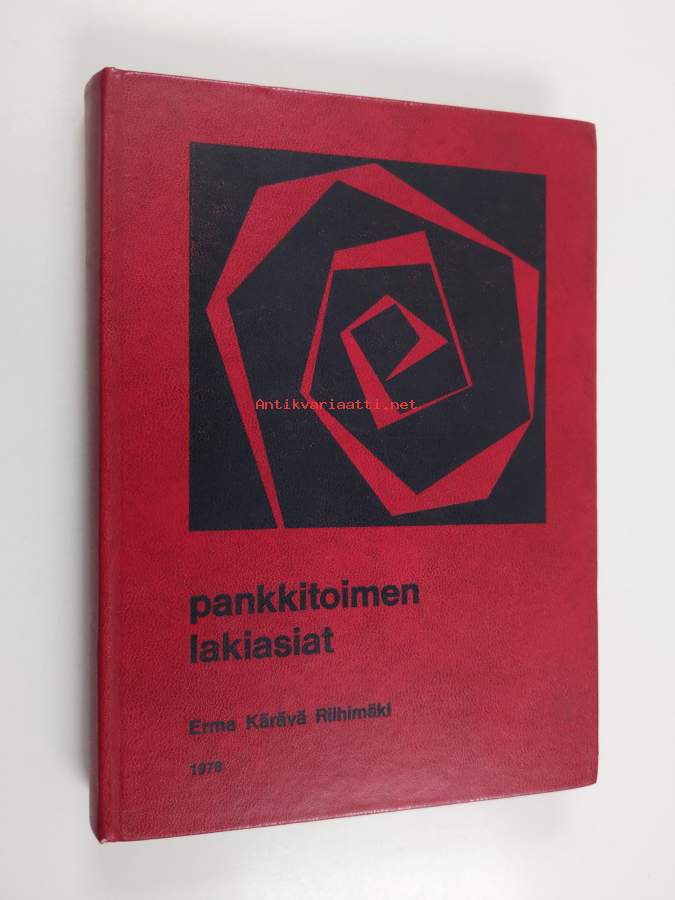 Antikvariaatti.net
pankkitoimen
lakiasiat
Erma Kärävä Riihimäki
1978